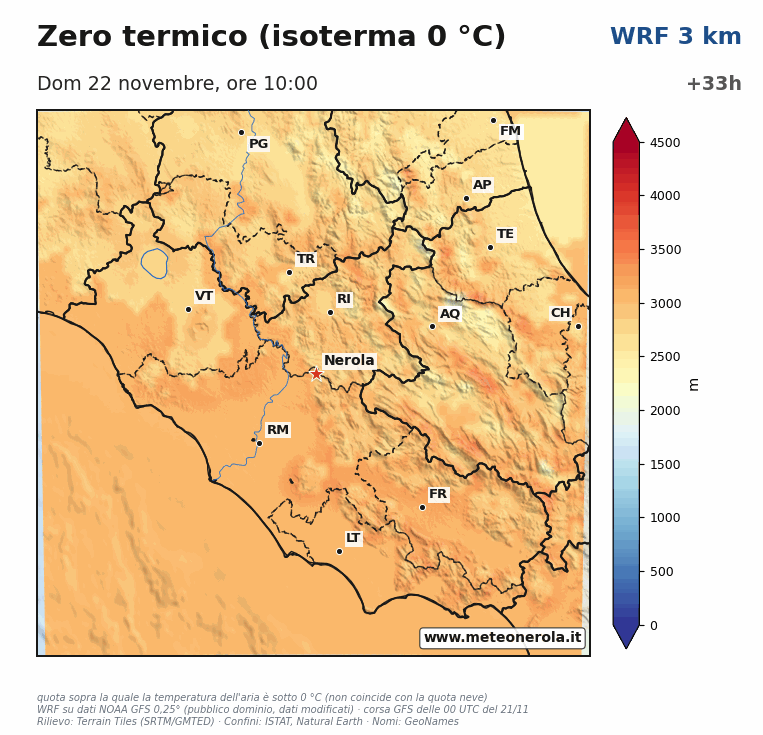 Zero termico (isoterma 0 °C)
WRF 3 km
Dom 22 novembre, ore 10:00
+33h
PG
FM
AP
TE
TR
VT
RI
AQ
CH
Nerola
RM
FR
LT
4500
4000
3500
3000
2500
2000
1500
1000
500
0
m
www.meteonerola.it
quota sopra la quale la temperatura dell'aria è sotto 0 °C (non coincide con la quota neve)
WRF su dati NOAA GFS 0,25° (pubblico dominio, dati modificati) · corsa GFS delle 00 UTC del 21/11
Rilievo: Terrain Tiles (SRTM/GMTED) · Confini: ISTAT, Natural Earth · Nomi: GeoNames